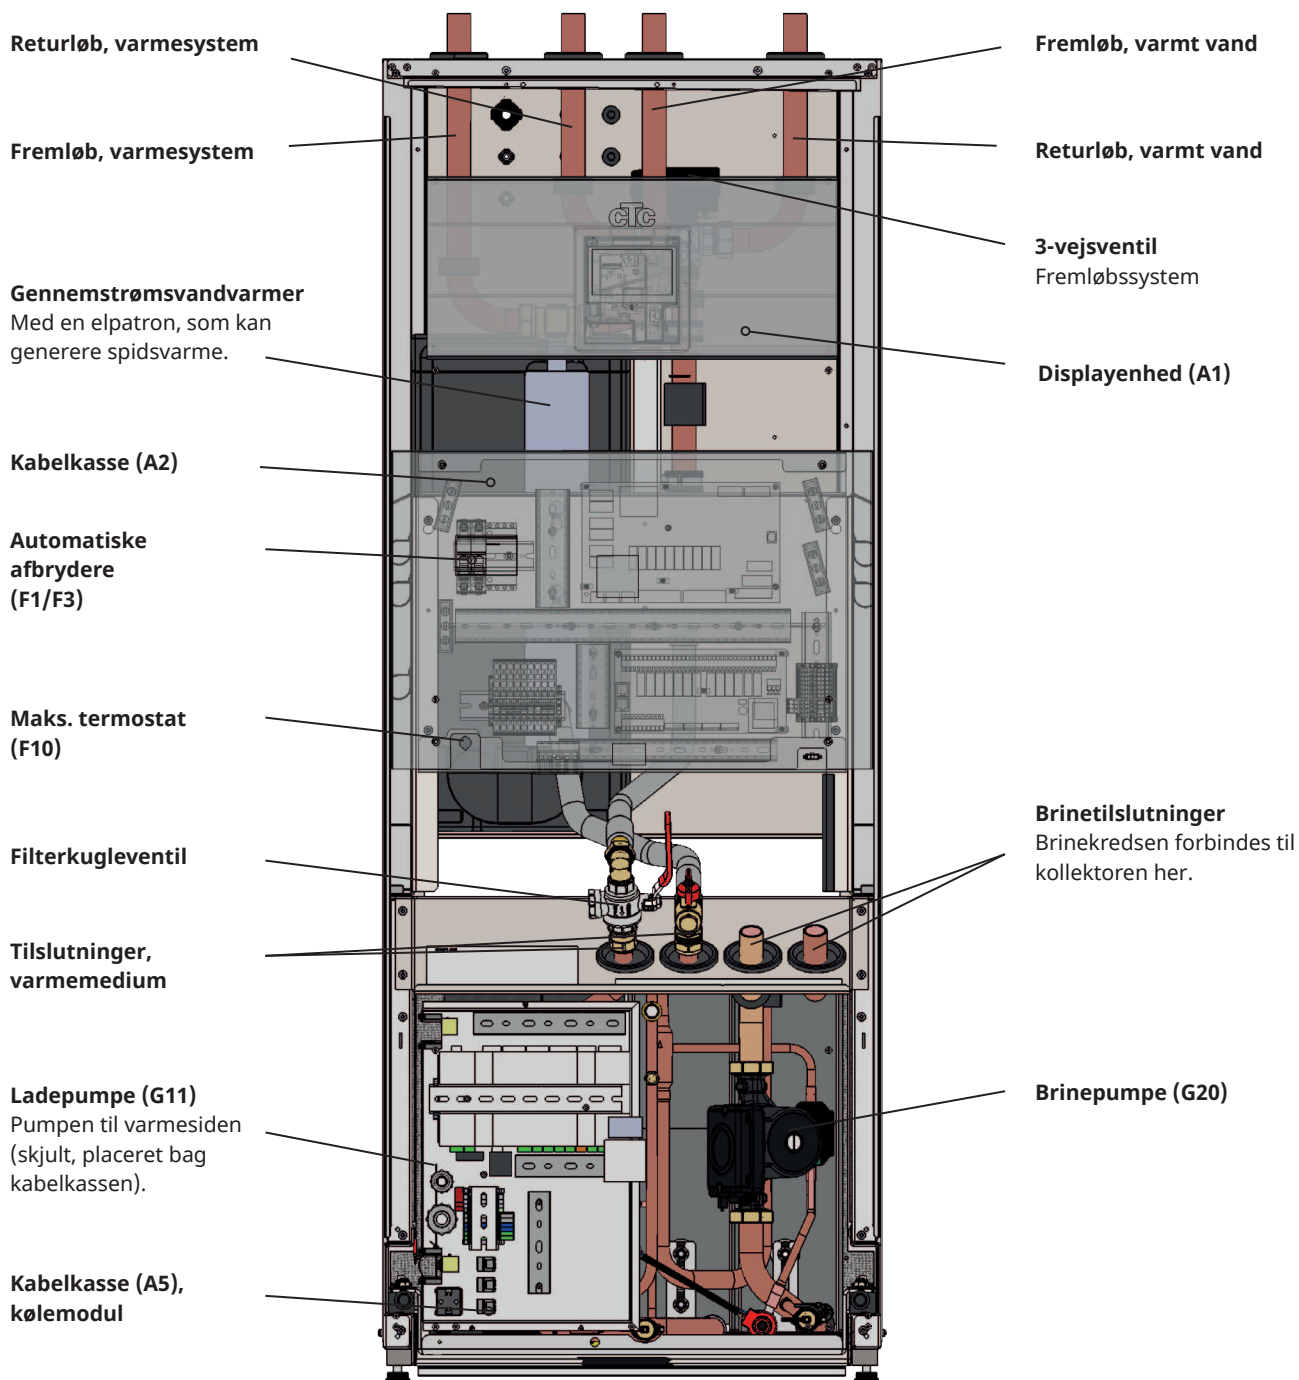 Returløb, varmesystem
Fremløb, varmesystem
Gennemstrømsvandvarmer
Med en elpatron, som kan
generere spidsvarme.
Kabelkasse (A2)
Automatiske
afbrydere
(F1/F3)
Maks. termostat
(F10)
Filterkugleventil
Tilslutninger,
varmemedium
Ladepumpe (G11)
Pumpen til varmesiden
(skjult, placeret bag
kabelkassen).
Kabelkasse (A5),
kølemodul
cTc
Fremløb, varmt vand
Returløb, varmt vand
3-vejsventil
Fremløbssystem
Displayenhed (A1)
Brinetilslutninger
Brinekredsen forbindes til
kollektoren her.
Brinepumpe (G20)